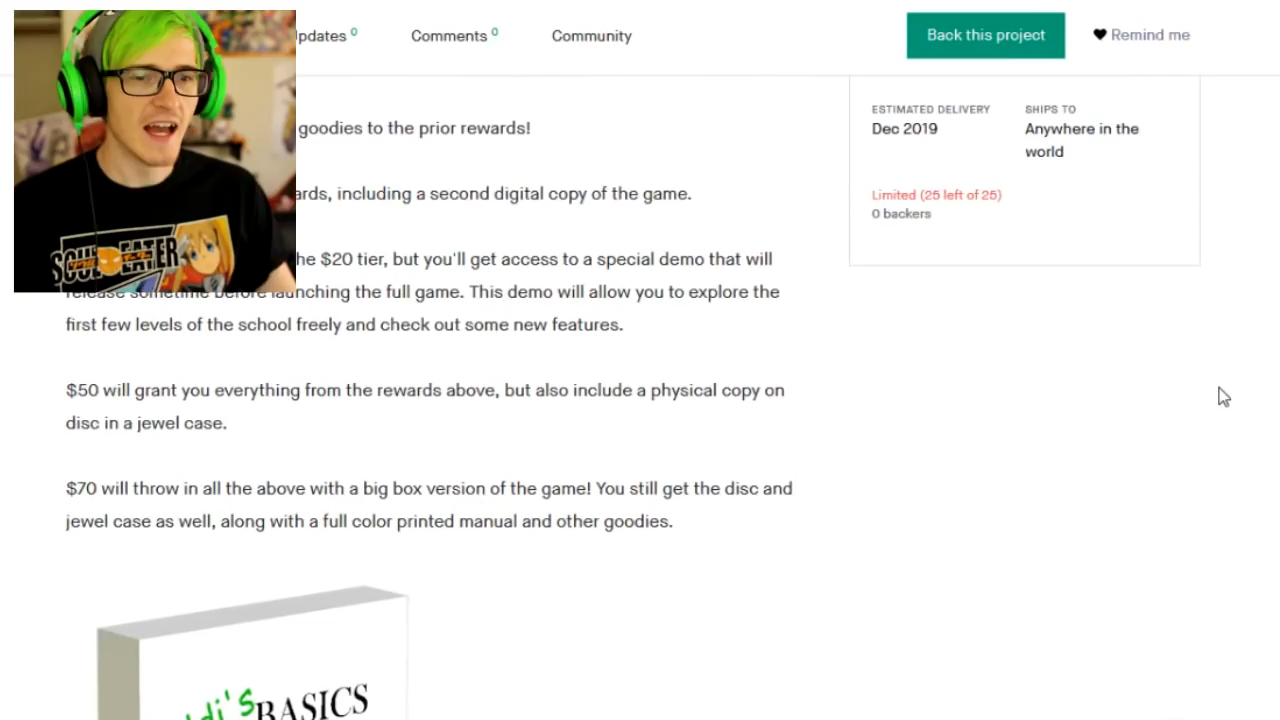 pdates 0
Comments 0
Community
Back this project
Remind me
goodies to the prior rewards!
ards, including a second digital copy of the game.
he $20 tier, but you'll get access to a special demo that will
release sometime before launching the full game. This demo will allow you to explore the
first few levels of the school freely and check out some new features.
$50 will grant you everything from the rewards above, but also include a physical copy on
disc in a jewel case.
$70 will throw in all the above with a big box version of the game! You still get the disc and
jewel case as well, along with a full color printed manual and other goodies.
ESTIMATED DELIVERY
Dec 2019
SHIPS TO
Anywhere in the
world
Limited (25 left of 25)
0 backers
SOUL EATER
di's BASICS